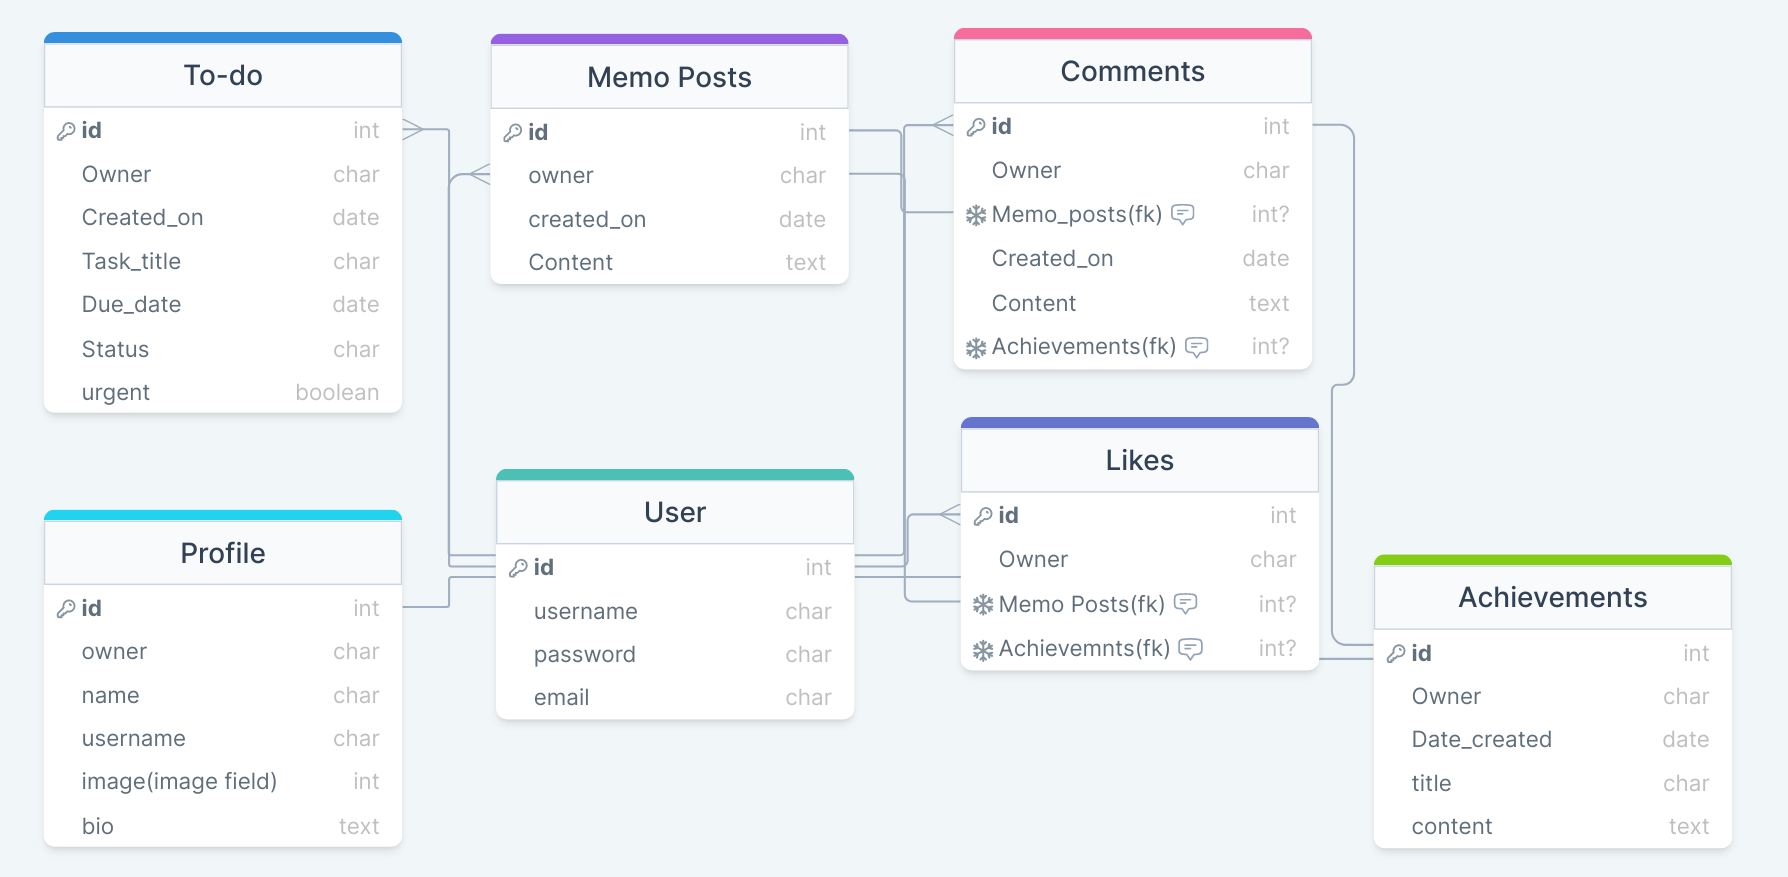 To-do
id int
Owner char
Created_on date
Task_title char
Due_date date
Status char
urgent boolean
Memo Posts
id int
owner char
created_on date
Content text
Comments
id int
Owner char
Memo_posts(fk) int?
Created_on date
Content text
Achievements(fk) int?
Profile
id int
owner char
name char
username char
image(image field) int
bio text
User
id int
username char
password char
email char
Likes
id int
Owner char
Memo Posts(fk) int?
Achievemnts(fk) int?
Achievements
id int
Owner char
Date_created date
title char
content text